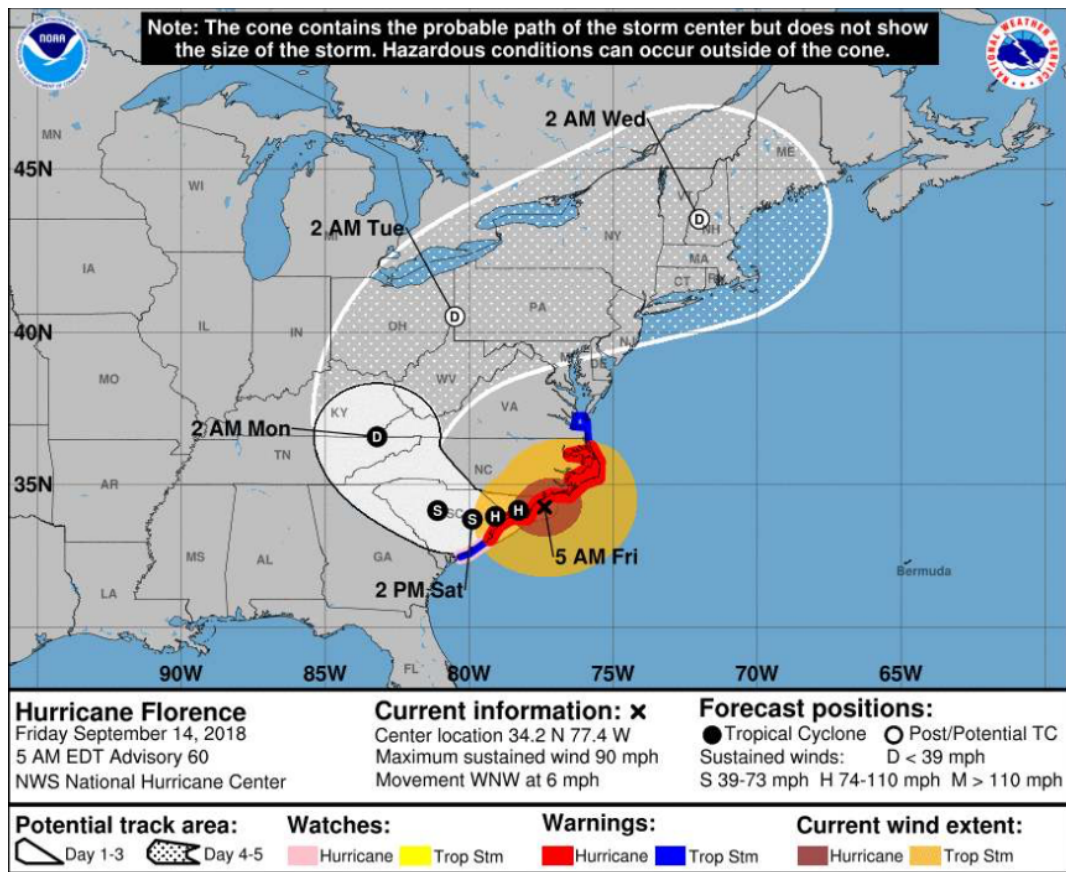 Note: The cone contains the probable path of the storm center but does not show
the size of the storm. Hazardous conditions can occur outside of the cone.
NOAA
NATIONAL WEATHER SERVICE
2 AM Wed
MN
ME
45N
WI
VT
2 AM Tue
MI
NY
NH
MA
IA
CT
RI
PA
40N
IL
IN
OH
NJ
MO
WV
DE
VA
KY
2 AM Mon
TN
NC
35N
AR
SC
5 AM Fri
MS
AL
GA
Bermuda
2 PM Sat
LA
FL
90W 85W 80W 75W 70W 65W
D
D
D
S S H H
Hurricane Florence
Friday September 14, 2018
5 AM EDT Advisory 60
NWS National Hurricane Center
Current information: x
Center location 34.2 N 77.4 W
Maximum sustained wind 90 mph
Movement WNW at 6 mph
Forecast positions:
Tropical Cyclone Post/Potential TC
Sustained winds: D < 39 mph
S 39-73 mph H 74-110 mph M > 110 mph
Potential track area:
Day 1-3 Day 4-5
Watches:
Hurricane Trop Stm
Warnings:
Hurricane Trop Stm
Current wind extent:
Hurricane Trop Stm